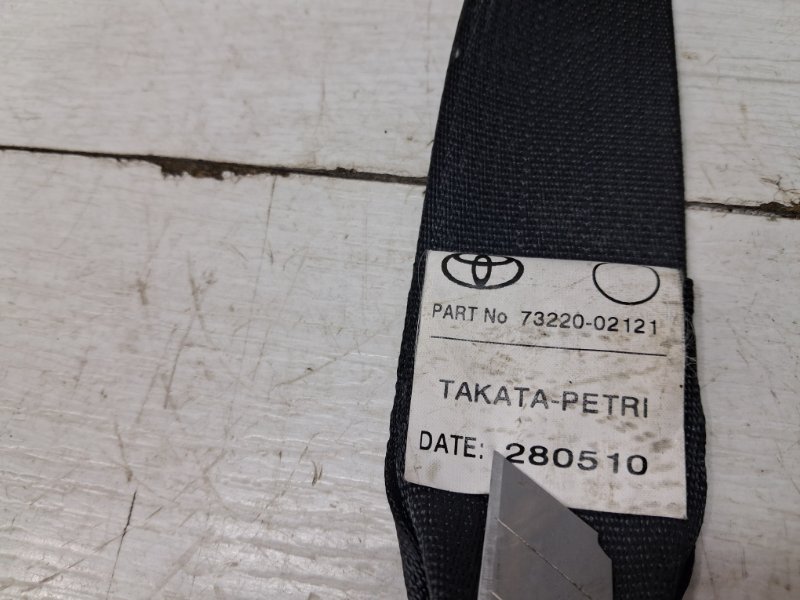 PART No 73220-02121
TAKATA-PETRI
DATE: 280510